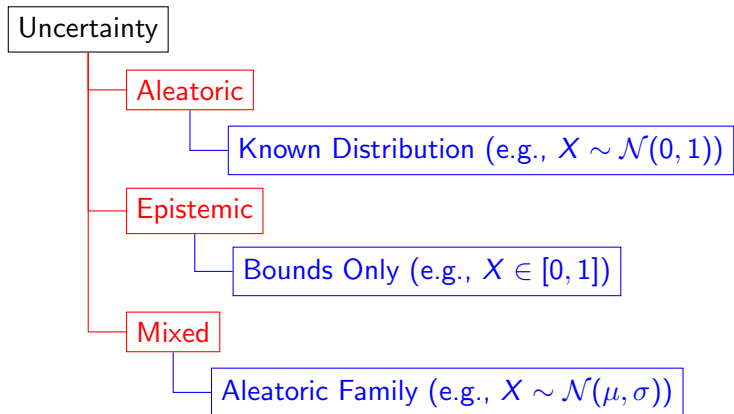 Uncertainty
Aleatoric
Known Distribution (e.g., X ∼ 𝒩(0, 1))
Epistemic
Bounds Only (e.g., X ∈ [0, 1])
Mixed
Aleatoric Family (e.g., X ∼ 𝒩(μ, σ))